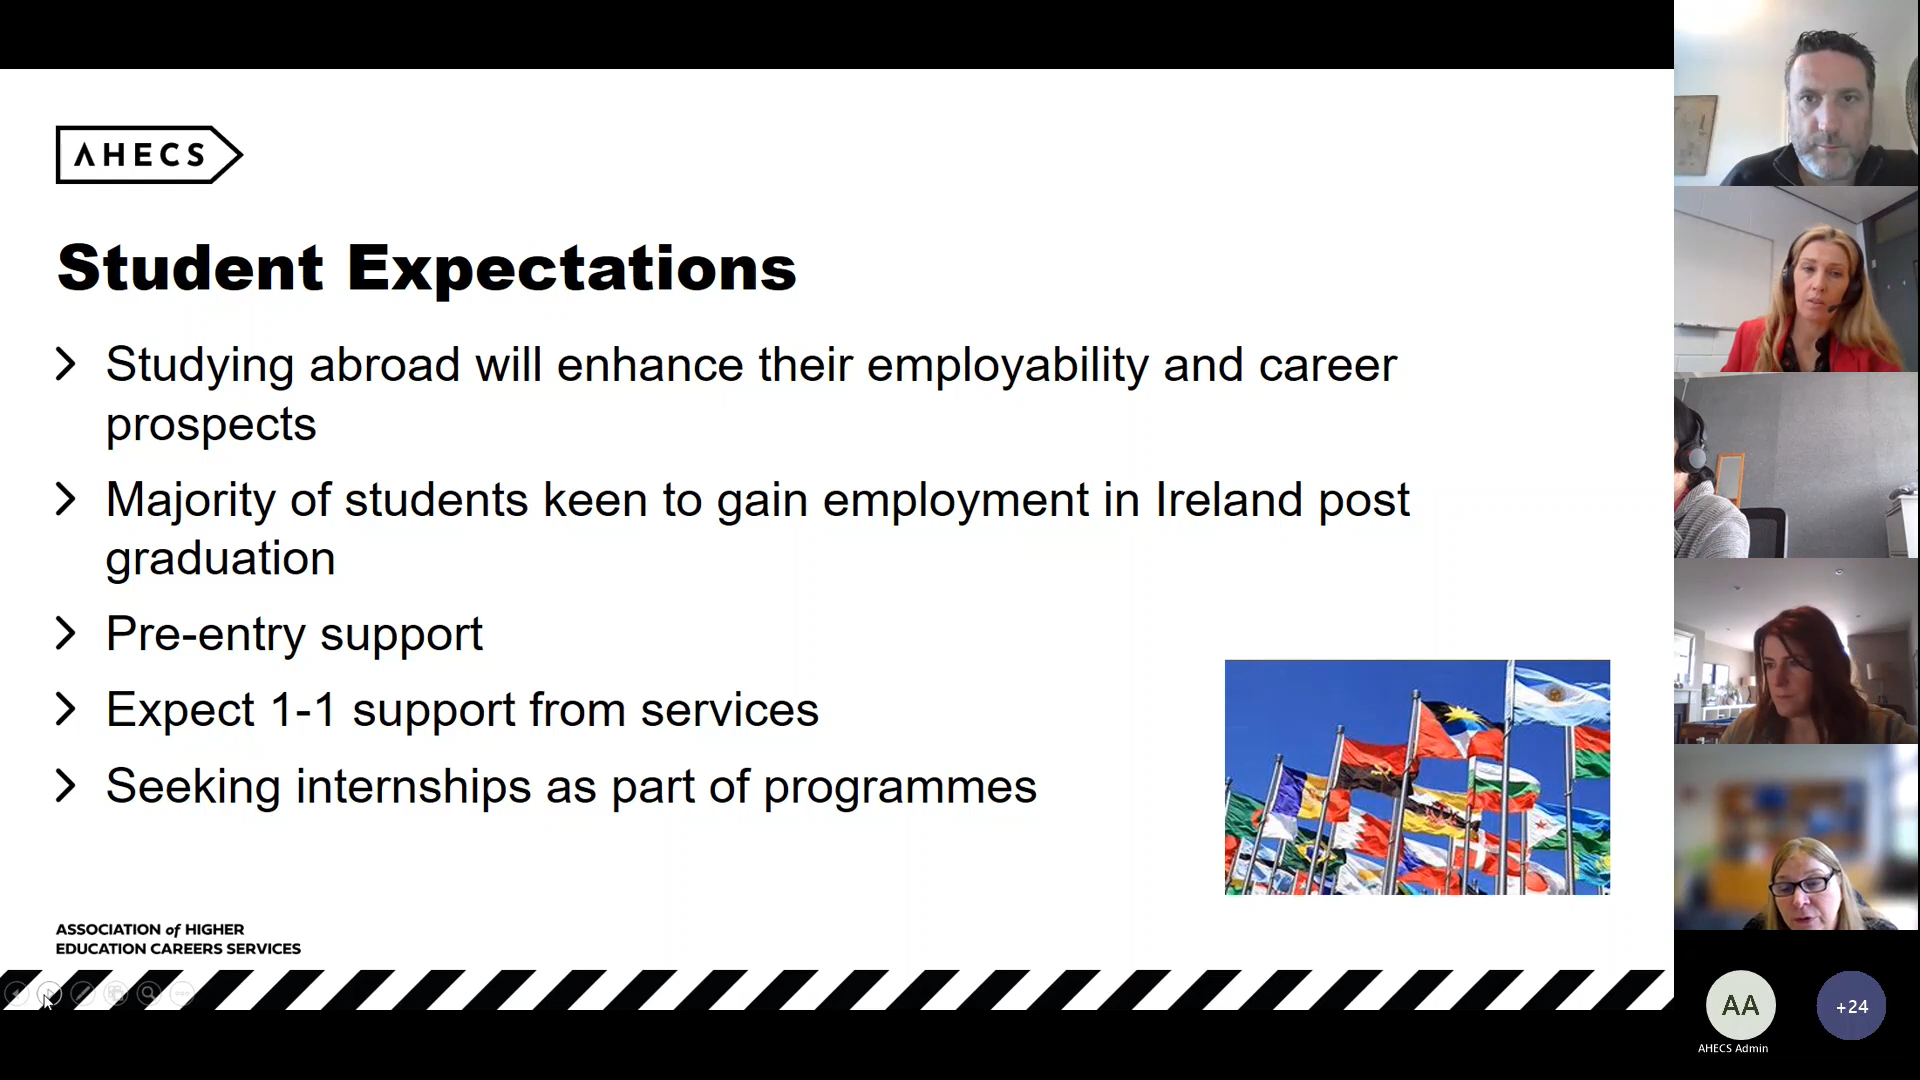 AHECS
Student Expectations
Studying abroad will enhance their employability and career
prospects
Majority of students keen to gain employment in Ireland post
graduation
Pre-entry support
Expect 1-1 support from services
Seeking internships as part of programmes
ASSOCIATION of HIGHER
EDUCATION CAREERS SERVICES
AA
+24
AHECS Admin